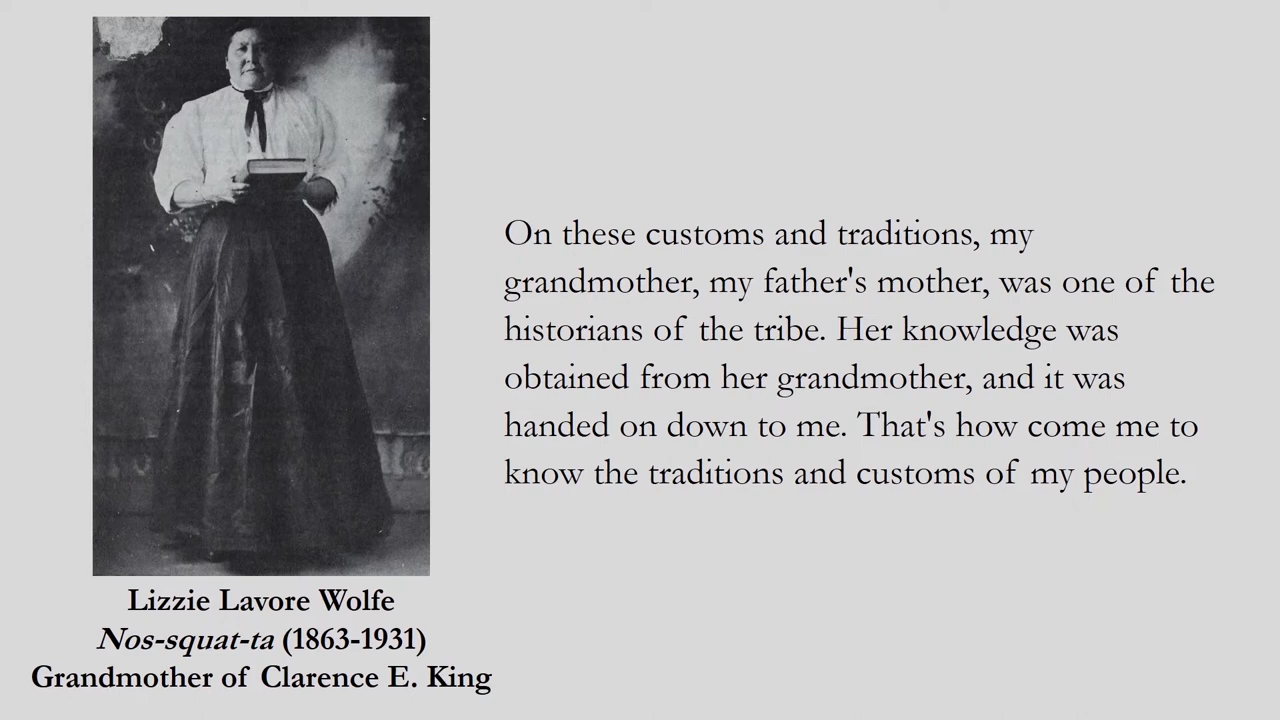 On these customs and traditions, my
grandmother, my father's mother, was one of the
historians of the tribe. Her knowledge was
obtained from her grandmother, and it was
handed on down to me. That's how come me to
know the traditions and customs of my people.
Lizzie Lavore Wolfe
Nos-squat-ta (1863-1931)
Grandmother of Clarence E. King